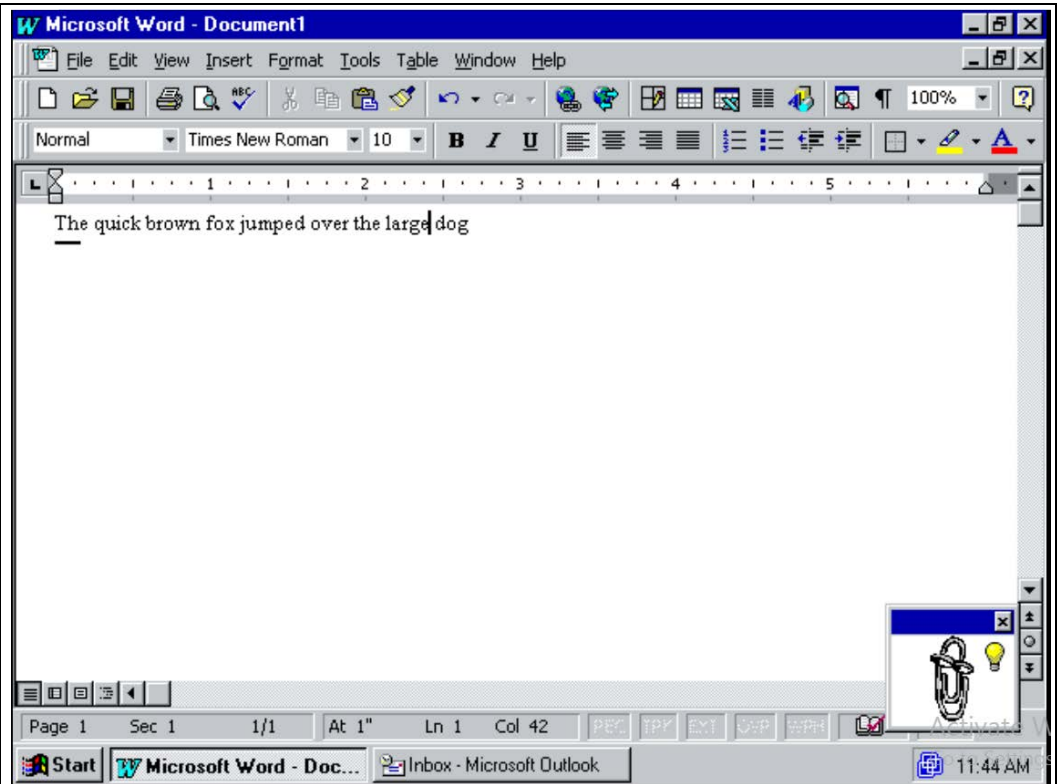 Microsoft Word - Document1
File Edit View Insert Format Tools Table Window Help
ABC 100%
Normal Times New Roman 10 B I U A
1 2 3 4 5
The quick brown fox jumped over the large dog
Page 1 Sec 1 1/1 At 1" Ln 1 Col 42 REC TRK EXT OVR WPH
Activate W
Start Microsoft Word - Doc... Inbox - Microsoft Outlook 11:44 AM